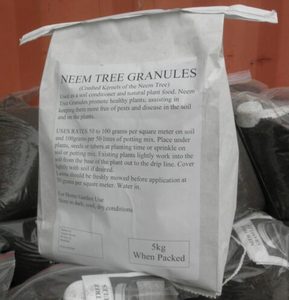 NEEM TREE GRANULES
(Crushed Kernels of the Neem Tree)
Used as a soil conditioner and natural plant food. Neem
Tree Granules promote healthy plants, assisting in
keeping them more free of pests and disease in the soil
and on the plants.
USES/RATES 50 to 100 grams per square meter on soil
and 100grams per 50 litres of potting mix. Place under
plants, seeds or tubers at planting time or sprinkle on
soil or potting mix. Existing plants lightly work into the
soil from the base of the plant out to the drip line. Cover
lightly with soil if desired.
Lawns should be freshly mowed before application at
50 grams per square meter. Water in.
For Home Garden Use
Store in dark, cool, dry conditions
5kg
When Packed